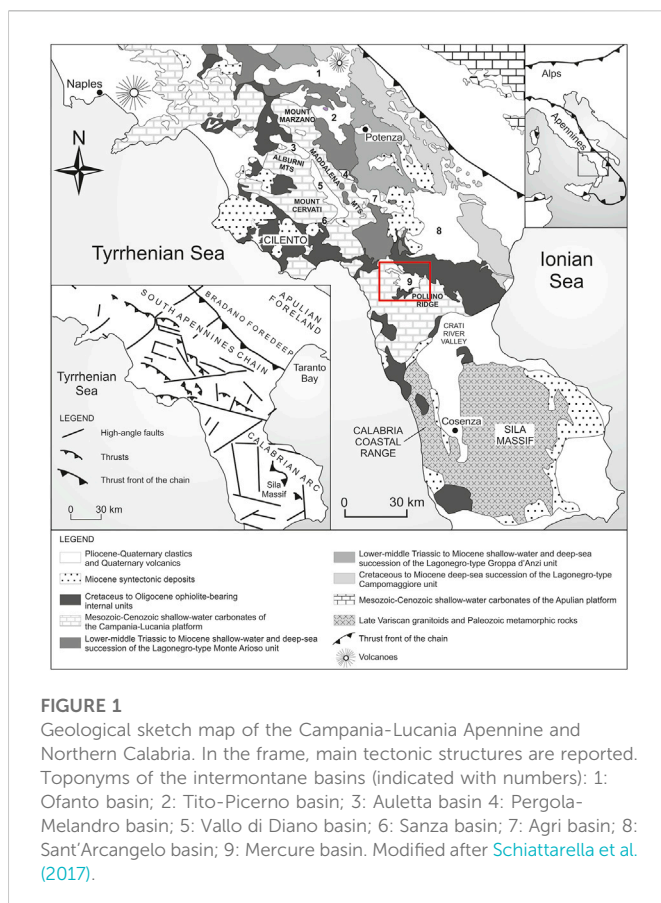 Naples
N
1
MOUNT
MARZANO
2
Potenza
3
ALBURNI
MTS
MADDALENA
MTS
4
5
7
MOUNT
CERVATI
6
8
CILENTO
Tyrrhenian Sea
Ionian
Sea
9
POLLINO
RIDGE
CRATI
RIVER
VALLEY
Cosenza
SILA
MASSIF
CALABRIA
COASTAL
RANGE
0 30 km
Alps
Apennines
APULIAN
FORELAND
BRADANO FOREDEEP
SOUTH APENNINES CHAIN
Taranto
Bay
Tyrrhenian
Sea
LEGEND
High-angle faults
Thrusts
Thrust front of the chain
0 30 km
CALABRIAN ARC
Sila
Massif
LEGEND
Pliocene-Quaternary clastics
and Quaternary volcanics
Miocene syntectonic deposits
Cretaceus to Oligocene ophiolite-bearing
internal units
Mesozoic-Cenozoic shallow-water carbonates of
the Campania-Lucania platform
Lower-middle Triassic to Miocene shallow-water and deep-sea
succession of the Lagonegro-type Monte Arioso unit
Lower-middle Triassic to Miocene shallow-water and deep-sea
succession of the Lagonegro-type Groppa d'Anzi unit
Cretaceous to Miocene deep-sea succession of the Lagonegro-type
Campomaggiore unit
Mesozoic-Cenozoic shallow-water carbonates of the Apulian platform
Late Variscan granitoids and Paleozoic metamorphic rocks
Thrust front of the chain
Volcanoes
FIGURE 1
Geological sketch map of the Campania-Lucania Apennine and
Northern Calabria. In the frame, main tectonic structures are reported.
Toponyms of the intermontane basins (indicated with numbers): 1:
Ofanto basin; 2: Tito-Picerno basin; 3: Auletta basin 4: Pergola-
Melandro basin; 5: Vallo di Diano basin; 6: Sanza basin; 7: Agri basin; 8:
Sant'Arcangelo basin; 9: Mercure basin. Modified after Schiattarella et al.
(2017).